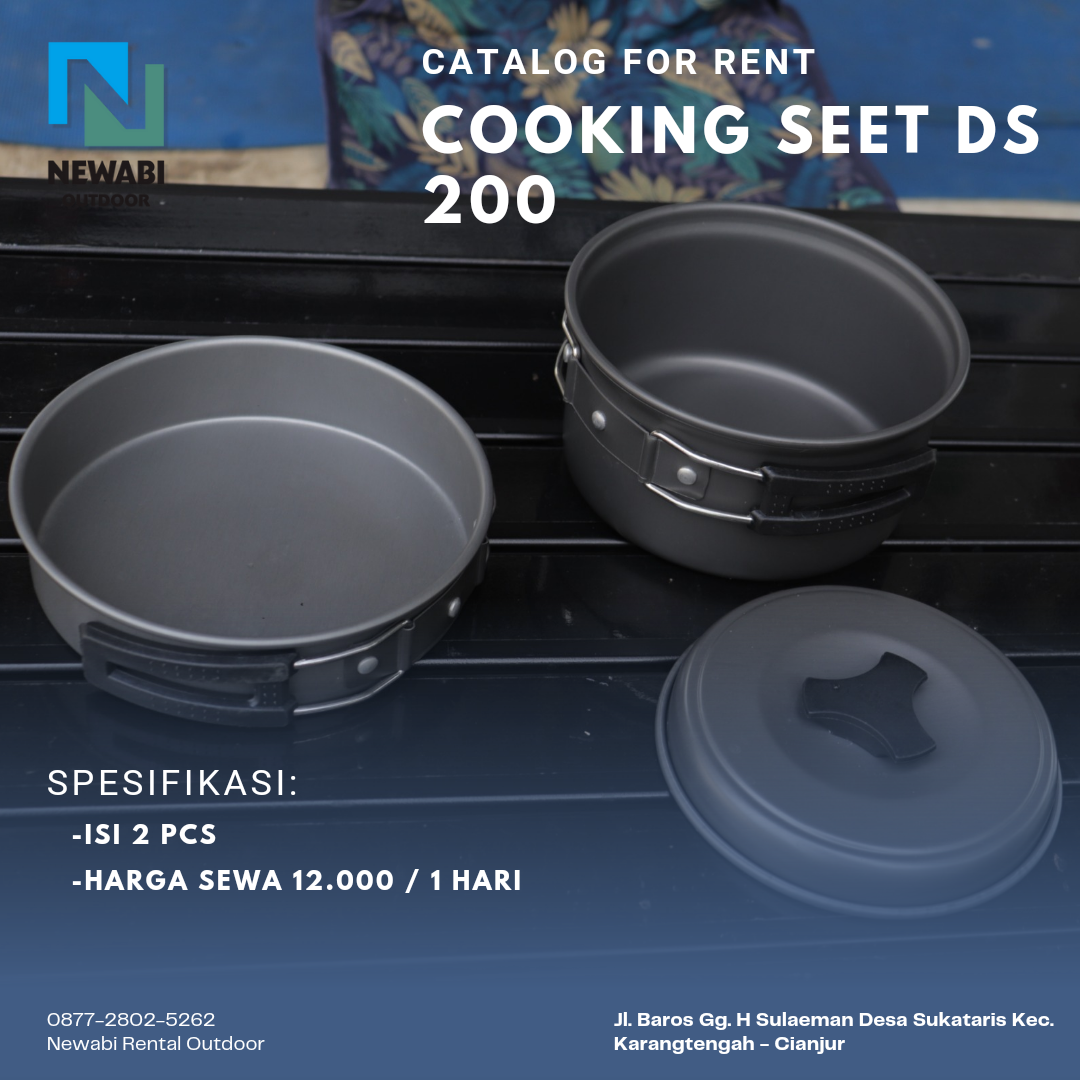 NEWABI
OUTDOOR
CATALOG FOR RENT
COOKING SEET DS
200
SPESIFIKASI:
-ISI 2 PCS
-HARGA SEWA 12.000 / 1 HARI
0877-2802-5262
Newabi Rental Outdoor
Jl. Baros Gg. H Sulaeman Desa Sukataris Kec.
Karangtengah - Cianjur